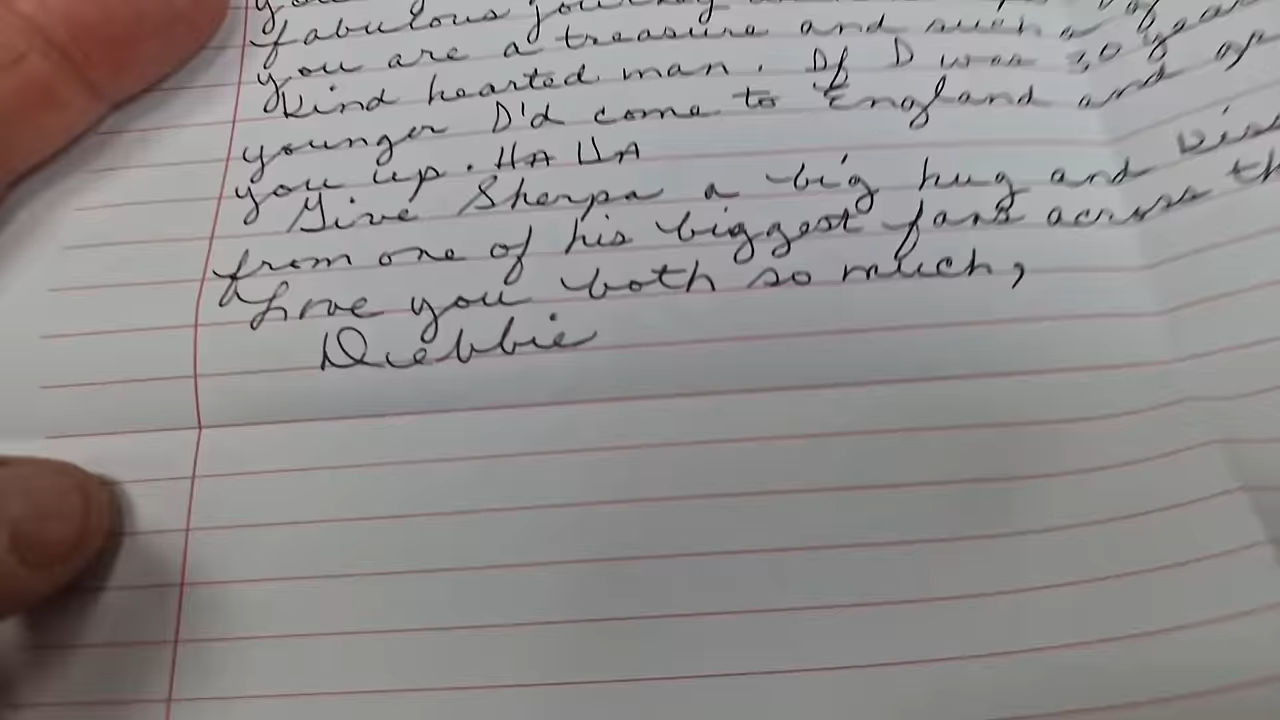 fabulous
you are a treasure and such a
kind hearted man. If I was 30 years
younger I'd come to England and
you up. HA HA
Give Sherpa a big hug and
from one of his biggest fans across the
Love you both so much,
Debbie